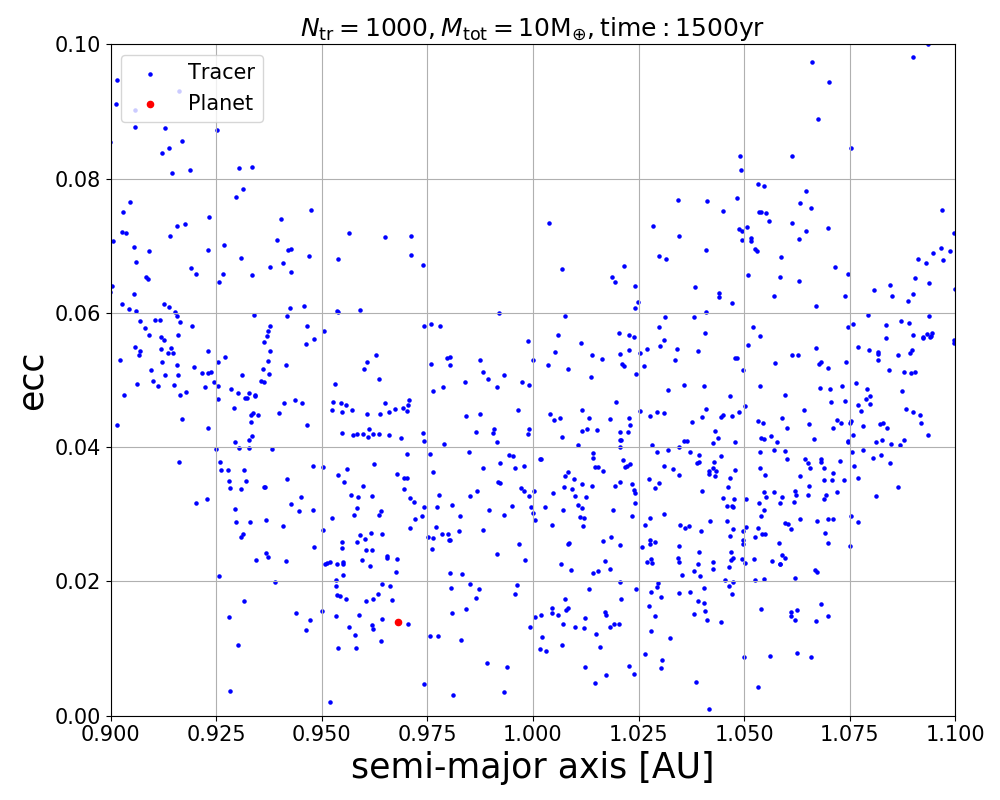 N_tr = 1000, M_tot = 10M_⊕, time : 1500yr
Tracer
Planet
ecc
0.10
0.08
0.06
0.04
0.02
0.00
0.900 0.925 0.950 0.975 1.000 1.025 1.050 1.075 1.100
semi-major axis [AU]